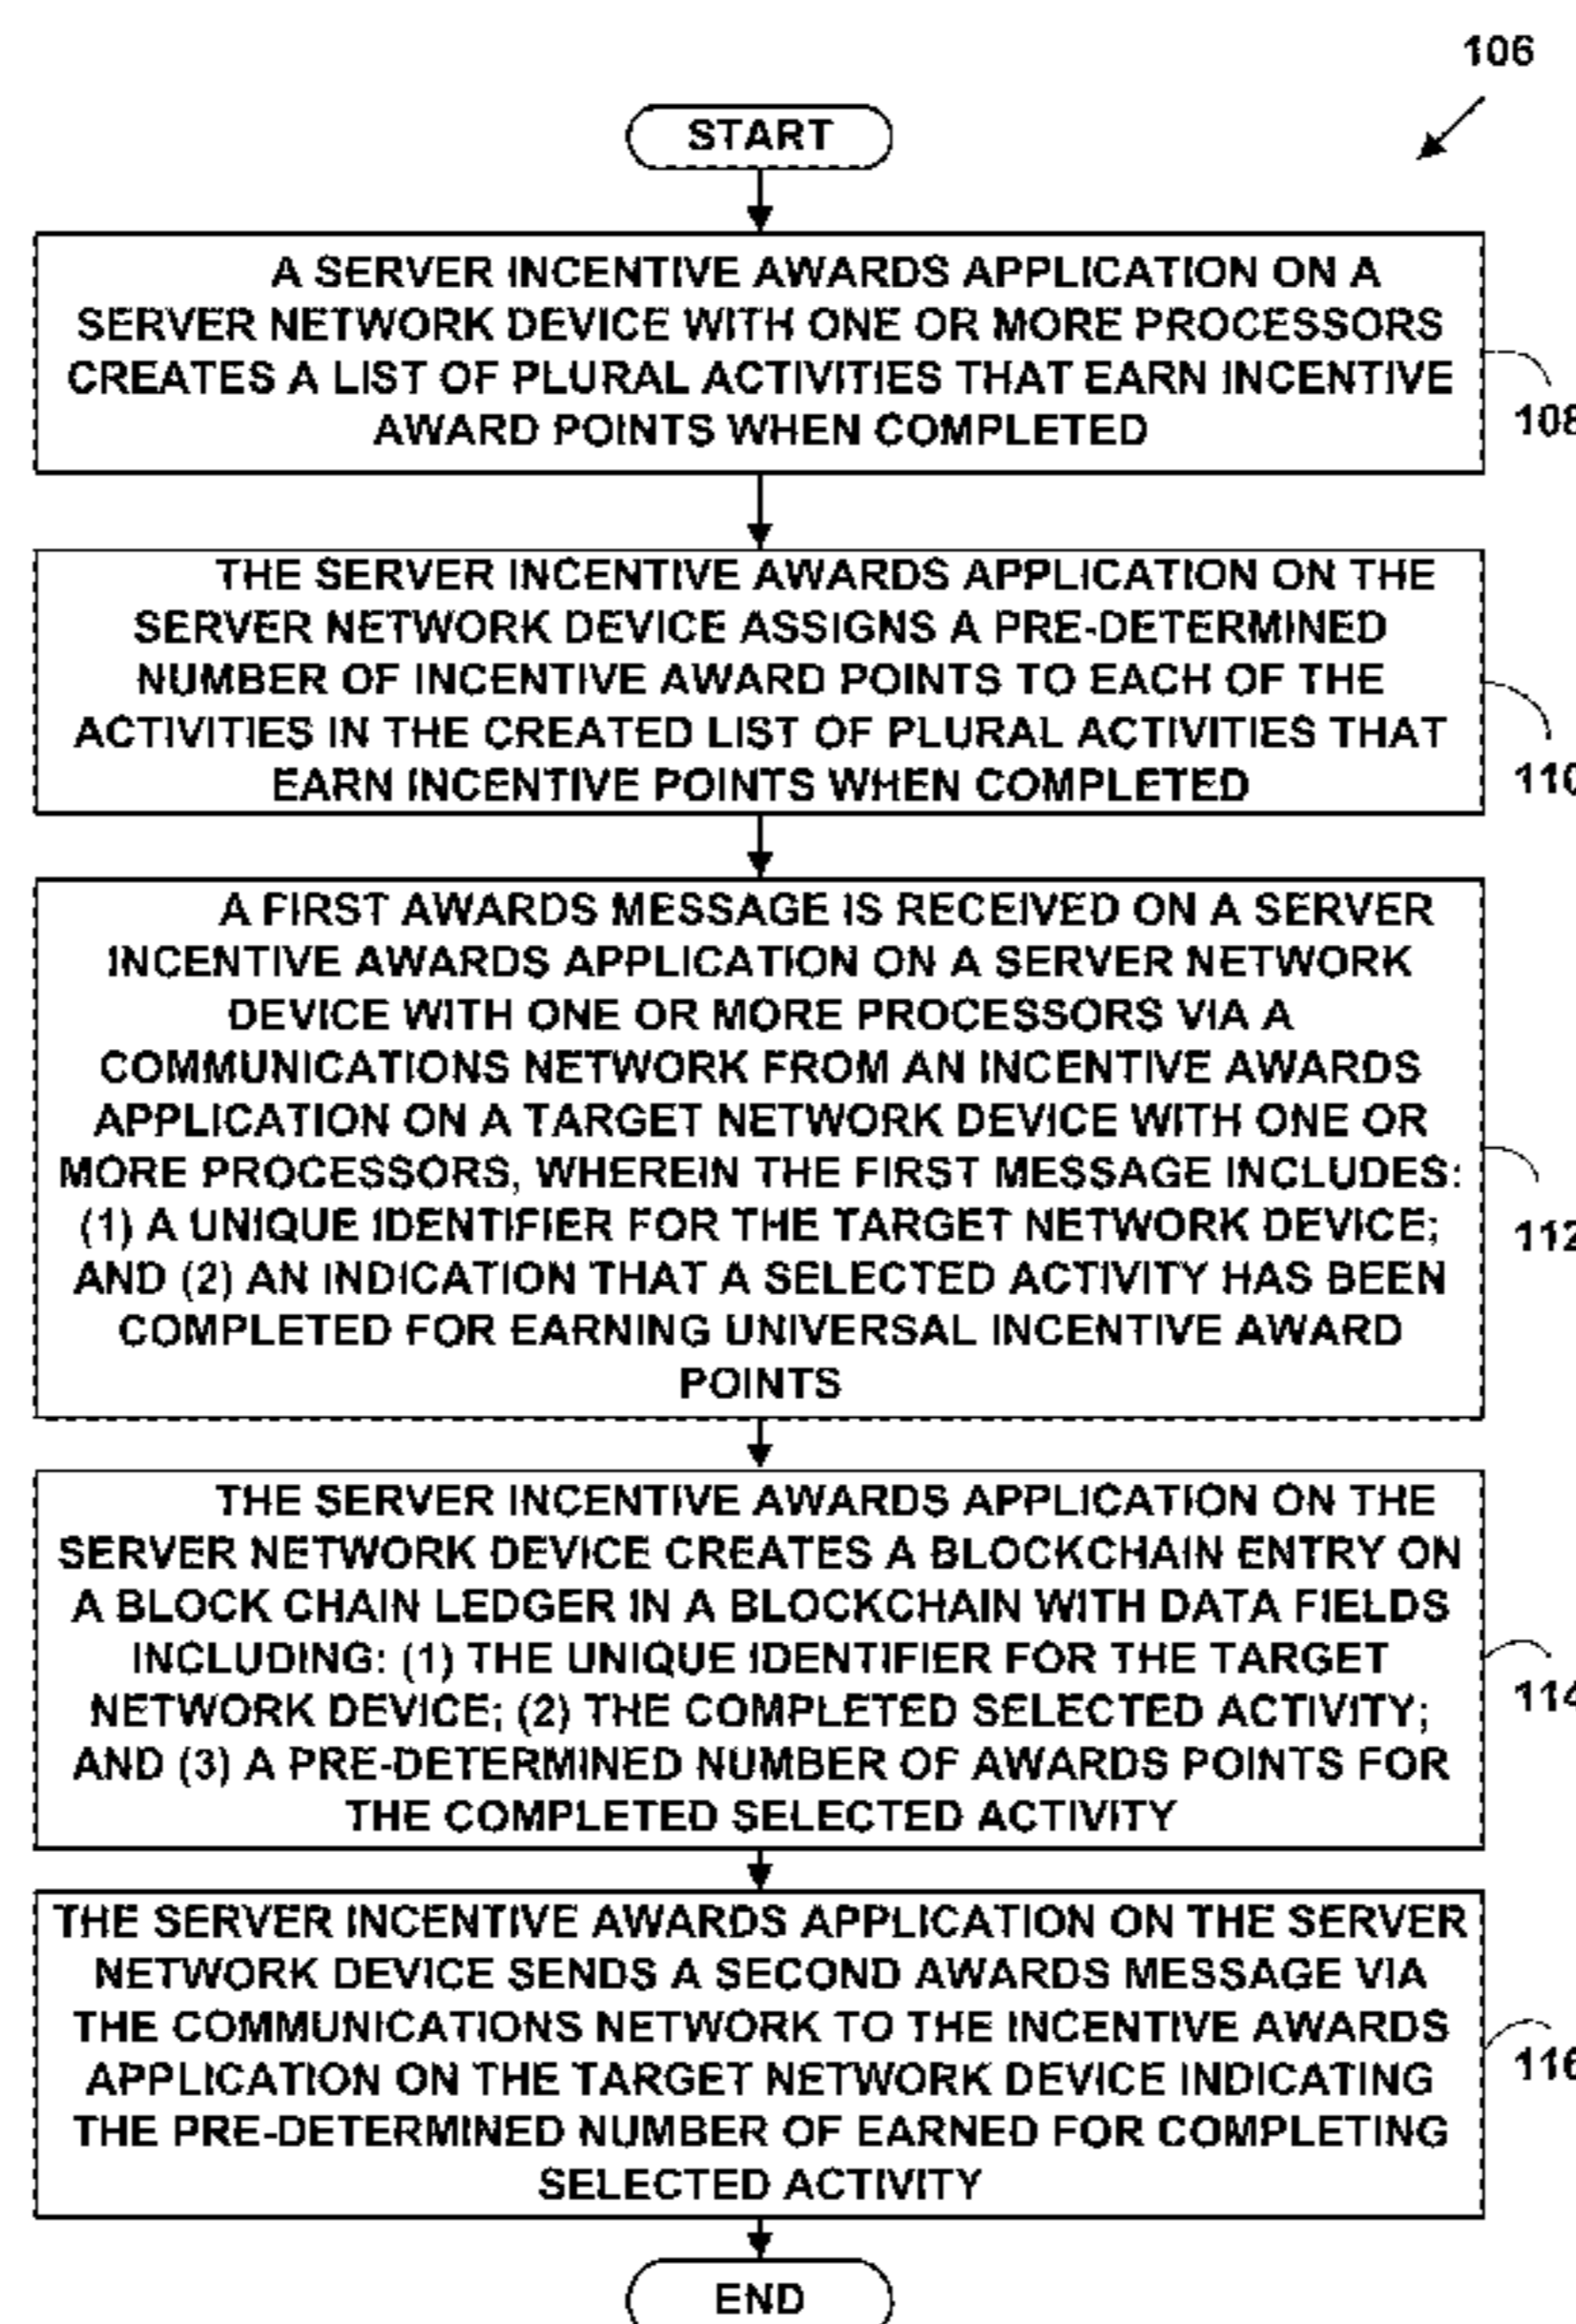 106
START
A SERVER INCENTIVE AWARDS APPLICATION ON A
SERVER NETWORK DEVICE WITH ONE OR MORE PROCESSORS
CREATES A LIST OF PLURAL ACTIVITIES THAT EARN INCENTIVE
AWARD POINTS WHEN COMPLETED
108
THE SERVER INCENTIVE AWARDS APPLICATION ON THE
SERVER NETWORK DEVICE ASSIGNS A PRE-DETERMINED
NUMBER OF INCENTIVE AWARD POINTS TO EACH OF THE
ACTIVITIES IN THE CREATED LIST OF PLURAL ACTIVITIES THAT
EARN INCENTIVE POINTS WHEN COMPLETED
110
A FIRST AWARDS MESSAGE IS RECEIVED ON A SERVER
INCENTIVE AWARDS APPLICATION ON A SERVER NETWORK
DEVICE WITH ONE OR MORE PROCESSORS VIA A
COMMUNICATIONS NETWORK FROM AN INCENTIVE AWARDS
APPLICATION ON A TARGET NETWORK DEVICE WITH ONE OR
MORE PROCESSORS, WHEREIN THE FIRST MESSAGE INCLUDES:
(1) A UNIQUE IDENTIFIER FOR THE TARGET NETWORK DEVICE;
AND (2) AN INDICATION THAT A SELECTED ACTIVITY HAS BEEN
COMPLETED FOR EARNING UNIVERSAL INCENTIVE AWARD
POINTS
112
THE SERVER INCENTIVE AWARDS APPLICATION ON THE
SERVER NETWORK DEVICE CREATES A BLOCKCHAIN ENTRY ON
A BLOCK CHAIN LEDGER IN A BLOCKCHAIN WITH DATA FIELDS
INCLUDING: (1) THE UNIQUE IDENTIFIER FOR THE TARGET
NETWORK DEVICE; (2) THE COMPLETED SELECTED ACTIVITY;
AND (3) A PRE-DETERMINED NUMBER OF AWARDS POINTS FOR
THE COMPLETED SELECTED ACTIVITY
114
THE SERVER INCENTIVE AWARDS APPLICATION ON THE SERVER
NETWORK DEVICE SENDS A SECOND AWARDS MESSAGE VIA
THE COMMUNICATIONS NETWORK TO THE INCENTIVE AWARDS
APPLICATION ON THE TARGET NETWORK DEVICE INDICATING
THE PRE-DETERMINED NUMBER OF EARNED FOR COMPLETING
SELECTED ACTIVITY
116
END